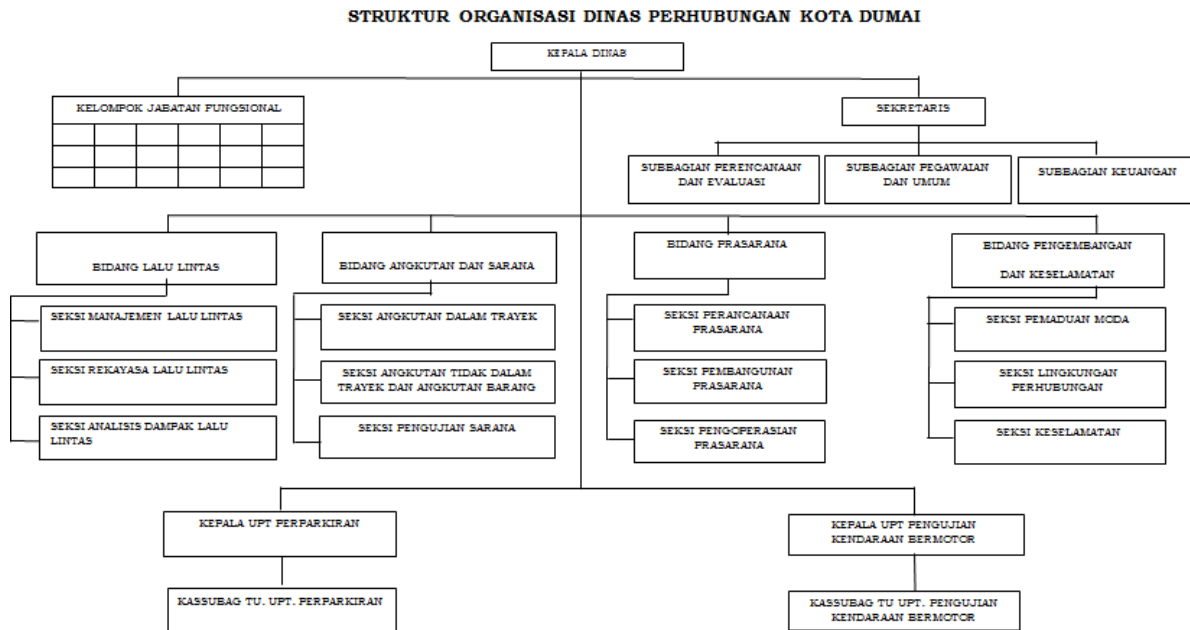 STRUKTUR ORGANISASI DINAS PERHUBUNGAN KOTA DUMAI
KEPALA DINAS
KELOMPOK JABATAN FUNGSIONAL
SEKRETARIS
SUBBAGIAN PERENCANAAN
DAN EVALUASI
SUBBAGIAN PEGAWAIAN
DAN UMUM
SUBBAGIAN KEUANGAN
BIDANG LALU LINTAS
BIDANG ANGKUTAN DAN SARANA
BIDANG PRASARANA
BIDANG PENGEMBANGAN
DAN KESELAMATAN
SEKSI MANAJEMEN LALU LINTAS
SEKSI REKAYASA LALU LINTAS
SEKSI ANALISIS DAMPAK LALU
LINTAS
SEKSI ANGKUTAN DALAM TRAYEK
SEKSI ANGKUTAN TIDAK DALAM
TRAYEK DAN ANGKUTAN BARANG
SEKSI PENGUJIAN SARANA
SEKSI PERANCANAAN
PRASARANA
SEKSI PEMBANGUNAN
PRASARANA
SEKSI PENGOPERASIAN
PRASARANA
SEKSI PEMADUAN MODA
SEKSI LINGKUNGAN
PERHUBUNGAN
SEKSI KESELAMATAN
KEPALA UPT PERPARKIRAN
KASSUBAG TU. UPT. PERPARKIRAN
KEPALA UPT PENGUJIAN
KENDARAAN BERMOTOR
KASSUBAG TU UPT. PENGUJIAN
KENDARAAN BERMOTOR